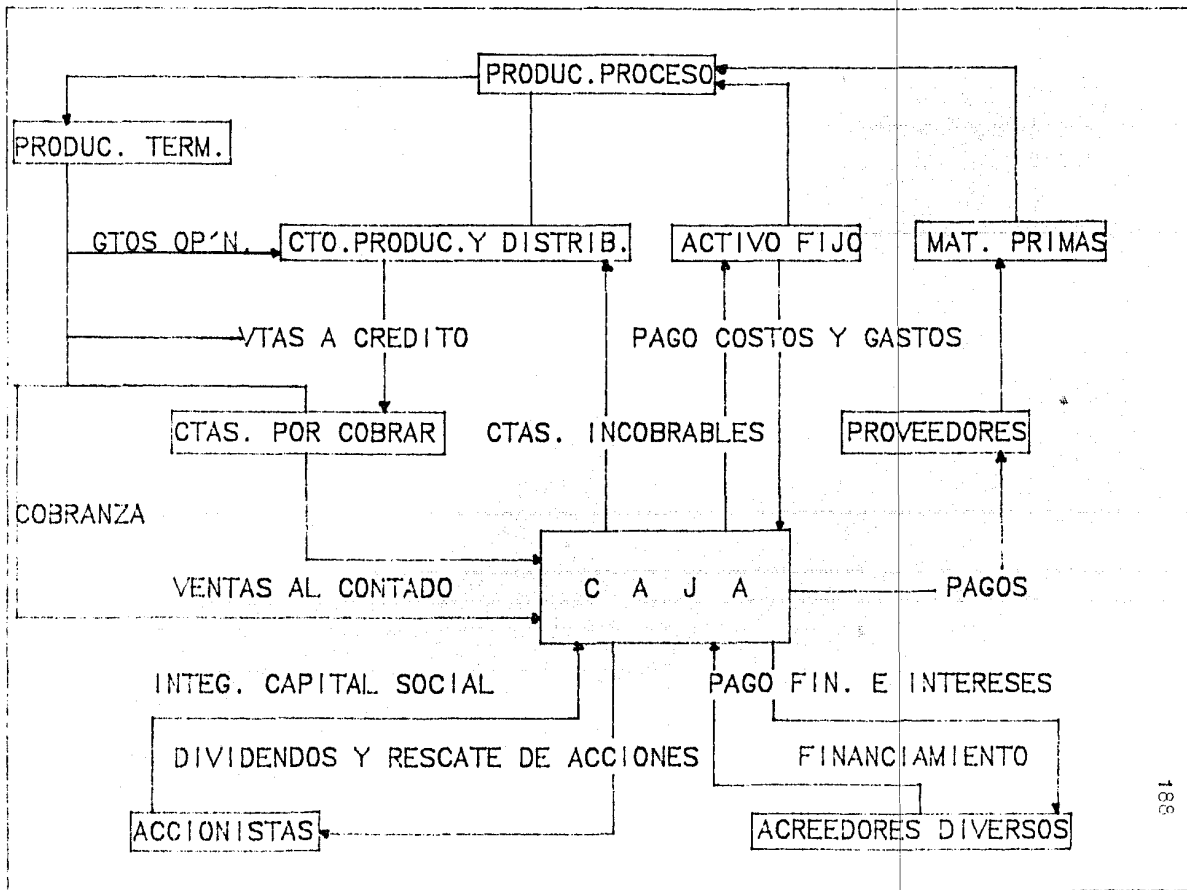 PRODUC.PROCESO
PRODUC. TERM.
GTOS OP'N.
CTO.PRODUC.Y DISTRIB.
ACTIVO FIJO
MAT. PRIMAS
VTAS A CREDITO
PAGO COSTOS Y GASTOS
CTAS. POR COBRAR
CTAS. INCOBRABLES
PROVEEDORES
COBRANZA
VENTAS AL CONTADO
C A J A
PAGOS
INTEG. CAPITAL SOCIAL
PAGO FIN. E INTERESES
DIVIDENDOS Y RESCATE DE ACCIONES
FINANCIAMIENTO
ACCIONISTAS
ACREEDORES DIVERSOS
188